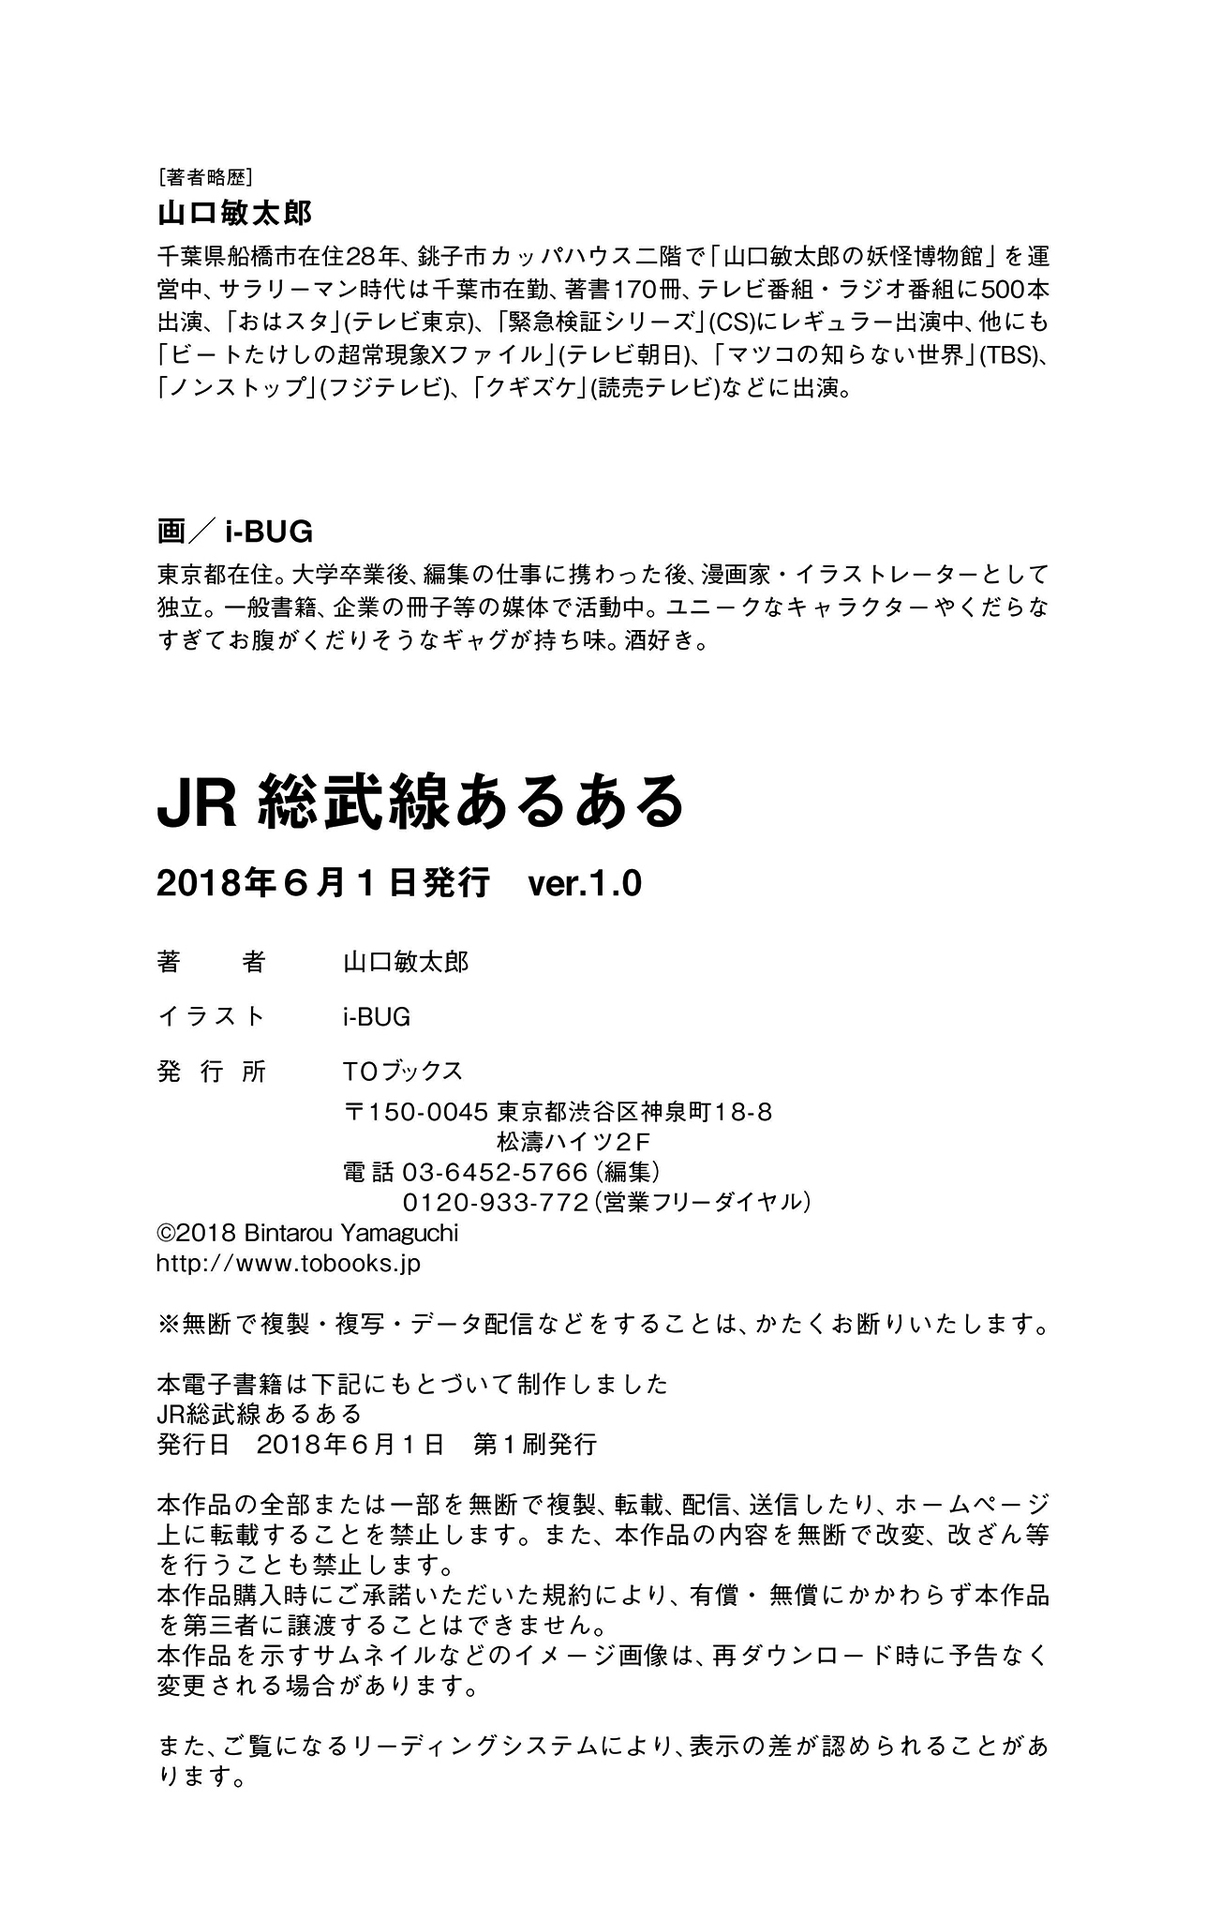 ［著者略歴］
山口敏太郎
千葉県船橋市在住28年、銚子市カッパハウス二階で「山口敏太郎の妖怪博物館」を運
営中、サラリーマン時代は千葉市在勤、著書170冊、テレビ番組・ラジオ番組に500本
出演、「おはスタ」(テレビ東京)、「緊急検証シリーズ」(CS)にレギュラー出演中、他にも
「ビートたけしの超常現象Xファイル」(テレビ朝日)、「マツコの知らない世界」(TBS)、
「ノンストップ」(フジテレビ)、「クギズケ」(読売テレビ)などに出演。
画／ i-BUG
東京都在住。大学卒業後、編集の仕事に携わった後、漫画家・イラストレーターとして
独立。一般書籍、企業の冊子等の媒体で活動中。ユニークなキャラクターやくだらな
すぎてお腹がくだりそうなギャグが持ち味。酒好き。
JR 総武線あるある
2018年６月１日発行　ver.1.0
著　者　山口敏太郎
イラスト　i-BUG
発行所　TOブックス
〒150-0045 東京都渋谷区神泉町18-8
松濤ハイツ2F
電話 03-6452-5766（編集）
0120-933-772（営業フリーダイヤル）
©2018 Bintarou Yamaguchi
http://www.tobooks.jp
※無断で複製・複写・データ配信などをすることは、かたくお断りいたします。
本電子書籍は下記にもとづいて制作しました
JR総武線あるある
発行日　2018年６月１日　第１刷発行
本作品の全部または一部を無断で複製、転載、配信、送信したり、ホームページ
上に転載することを禁止します。また、本作品の内容を無断で改変、改ざん等
を行うことも禁止します。
本作品購入時にご承諾いただいた規約により、有償・無償にかかわらず本作品
を第三者に譲渡することはできません。
本作品を示すサムネイルなどのイメージ画像は、再ダウンロード時に予告なく
変更される場合があります。
また、ご覧になるリーディングシステムにより、表示の差が認められることがあ
ります。